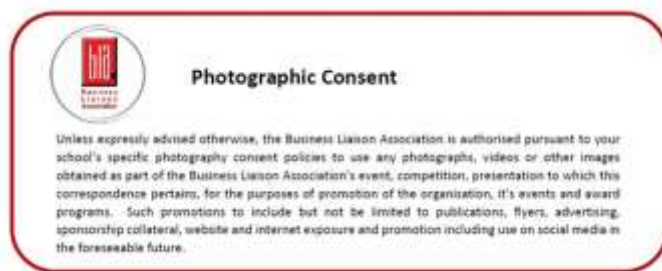 bla
Business
Liaison
Association
Photographic Consent
Unless expressly advised otherwise, the Business Liaison Association is authorised pursuant to your
school's specific photography consent policies to use any photographs, videos or other images
obtained as part of the Business Liaison Association's event, competition, presentation to which this
correspondence pertains, for the purposes of promotion of the organisation, it's events and award
programs. Such promotions to include but not be limited to publications, flyers, advertising,
sponsorship collateral, website and internet exposure and promotion including use on social media in
the foreseeable future.